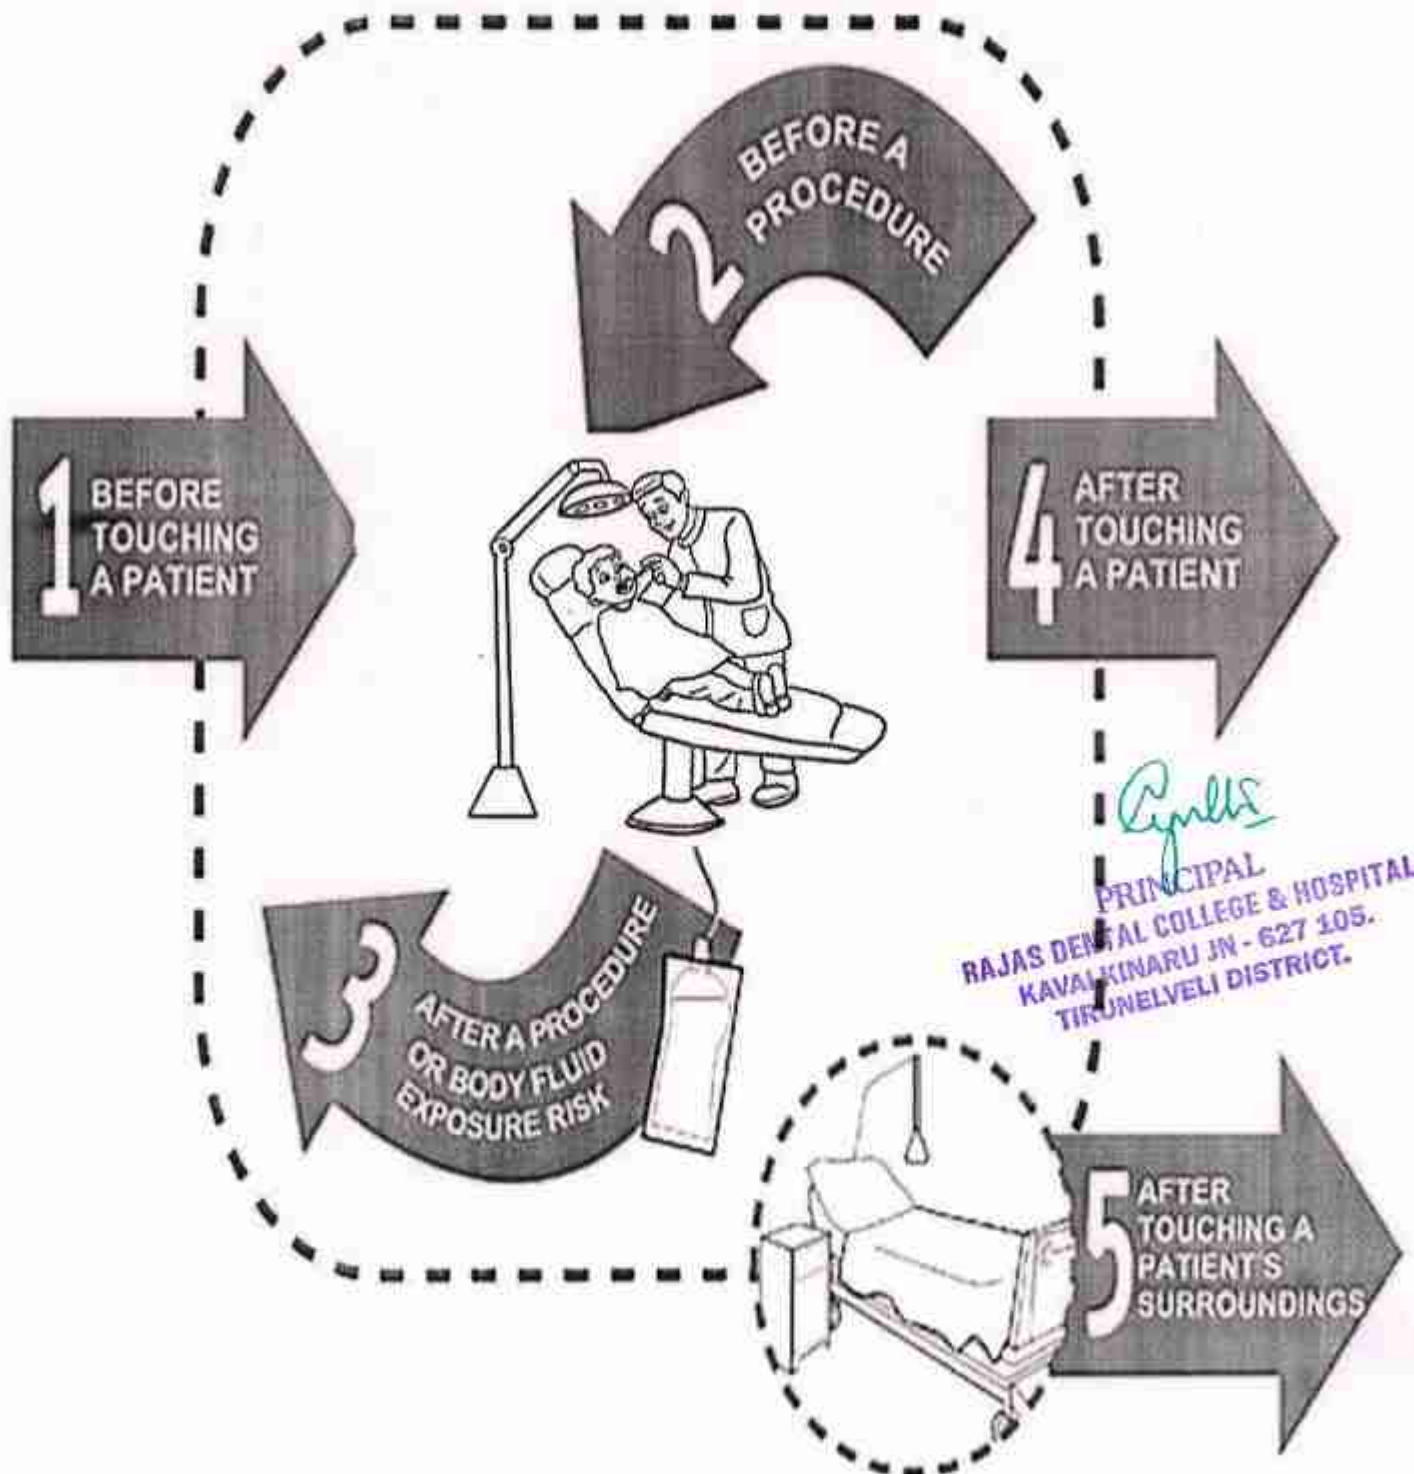 1
BEFORE
TOUCHING
A PATIENT
2
BEFORE A
PROCEDURE
3
AFTER A PROCEDURE
OR BODY FLUID
EXPOSURE RISK
4
AFTER
TOUCHING
A PATIENT
PRINCIPAL
RAJAS DENTAL COLLEGE & HOSPITAL
KAVALKINARU JN - 627 105.
TIRUNELVELI DISTRICT.
5
AFTER
TOUCHING A
PATIENT'S
SURROUNDINGS